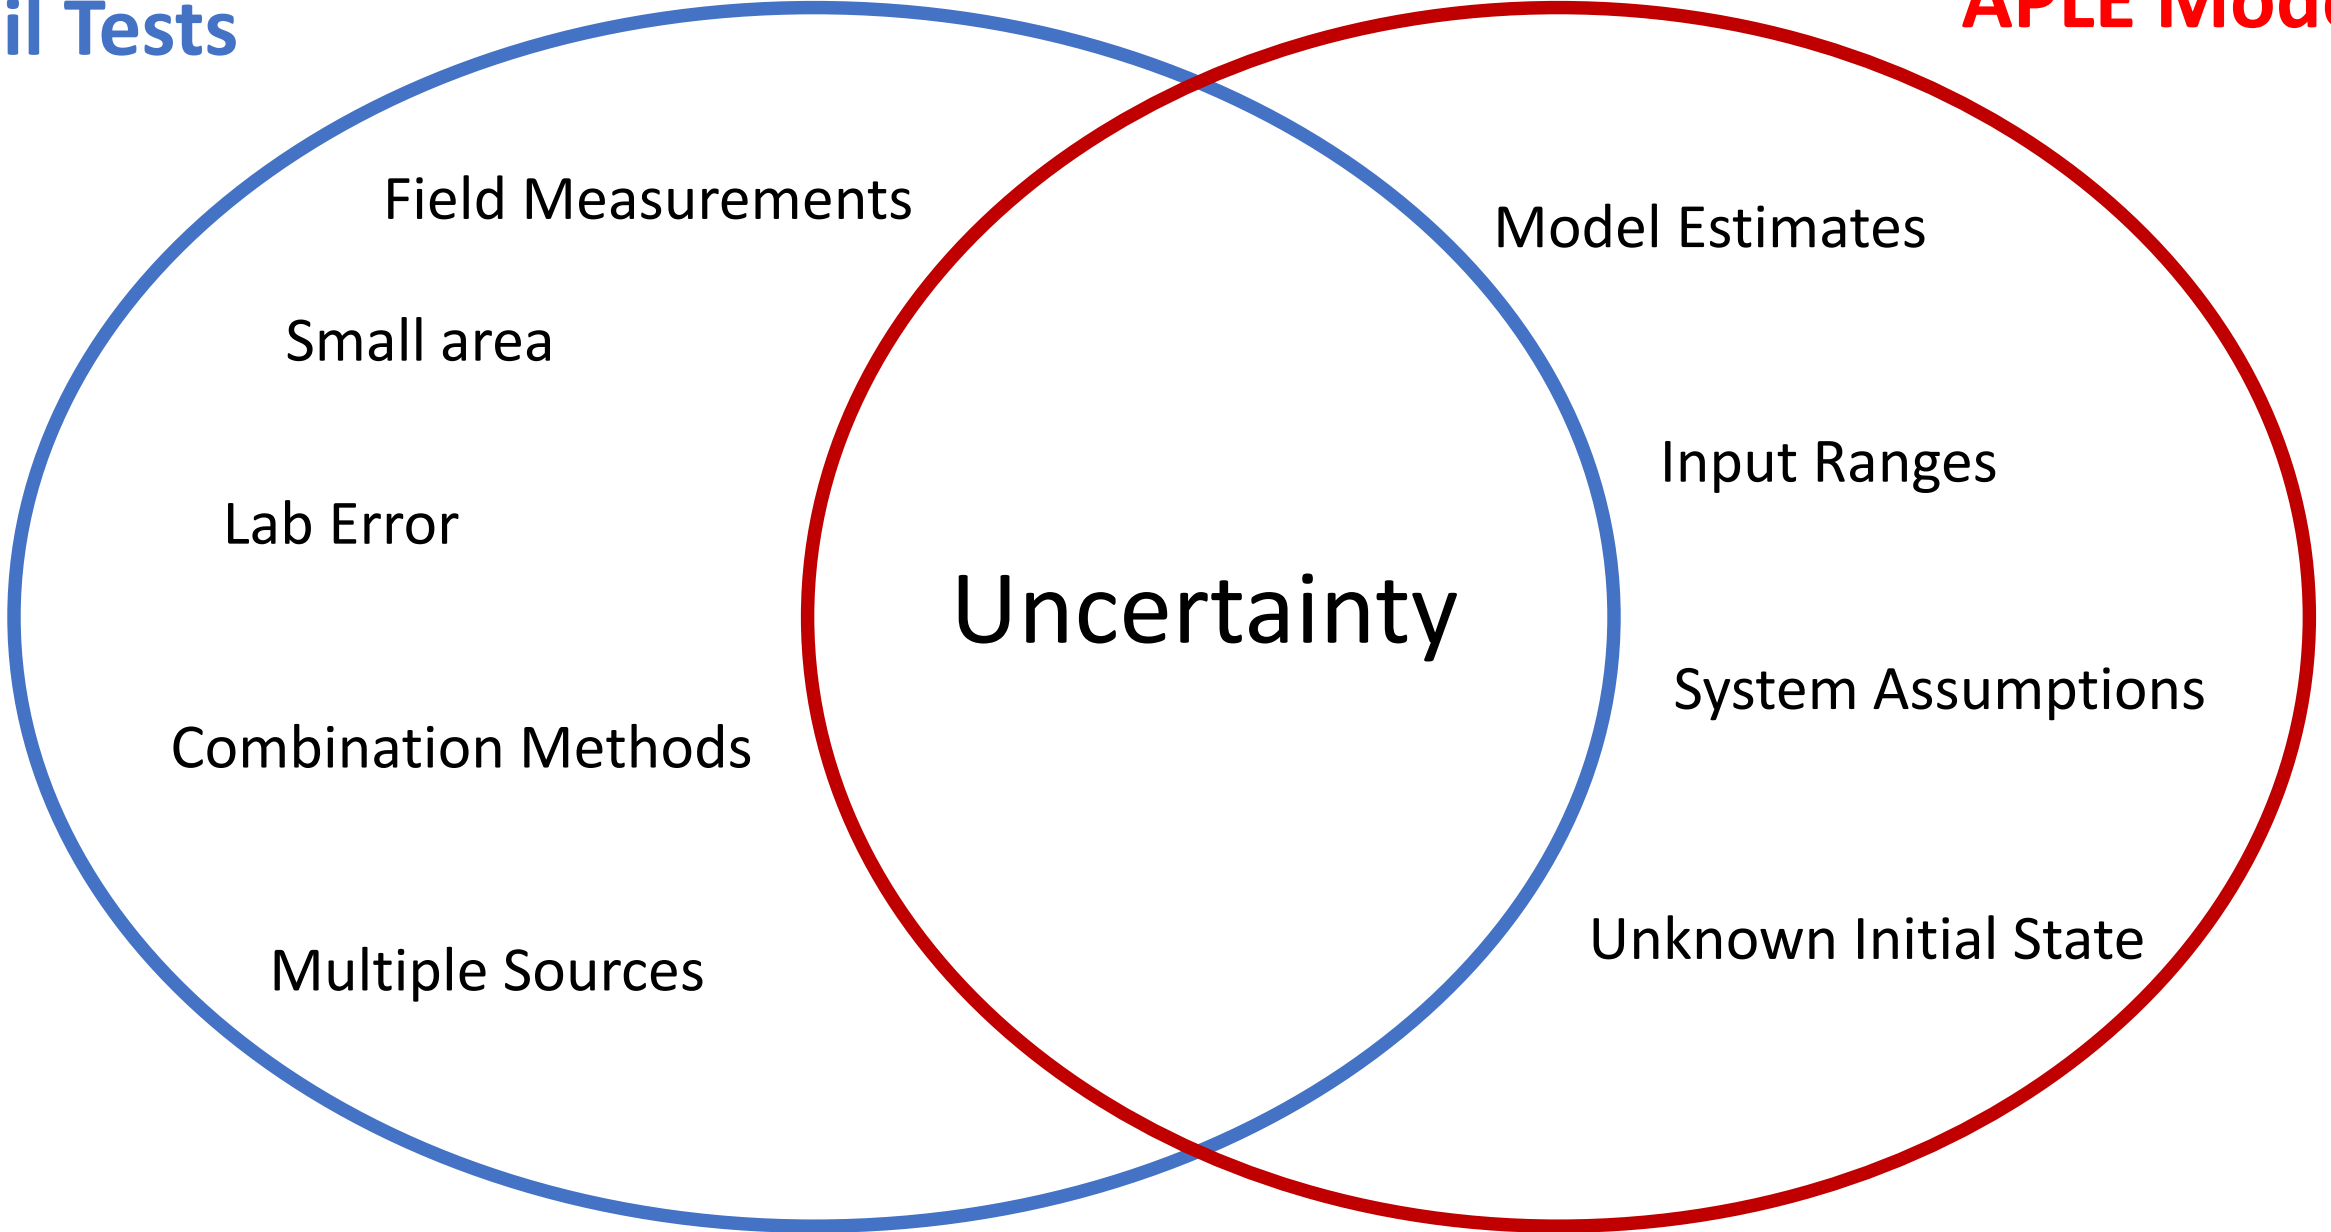 il Tests
APLE Mod
Field Measurements
Model Estimates
Small area
Input Ranges
Lab Error
Uncertainty
System Assumptions
Combination Methods
Unknown Initial State
Multiple Sources